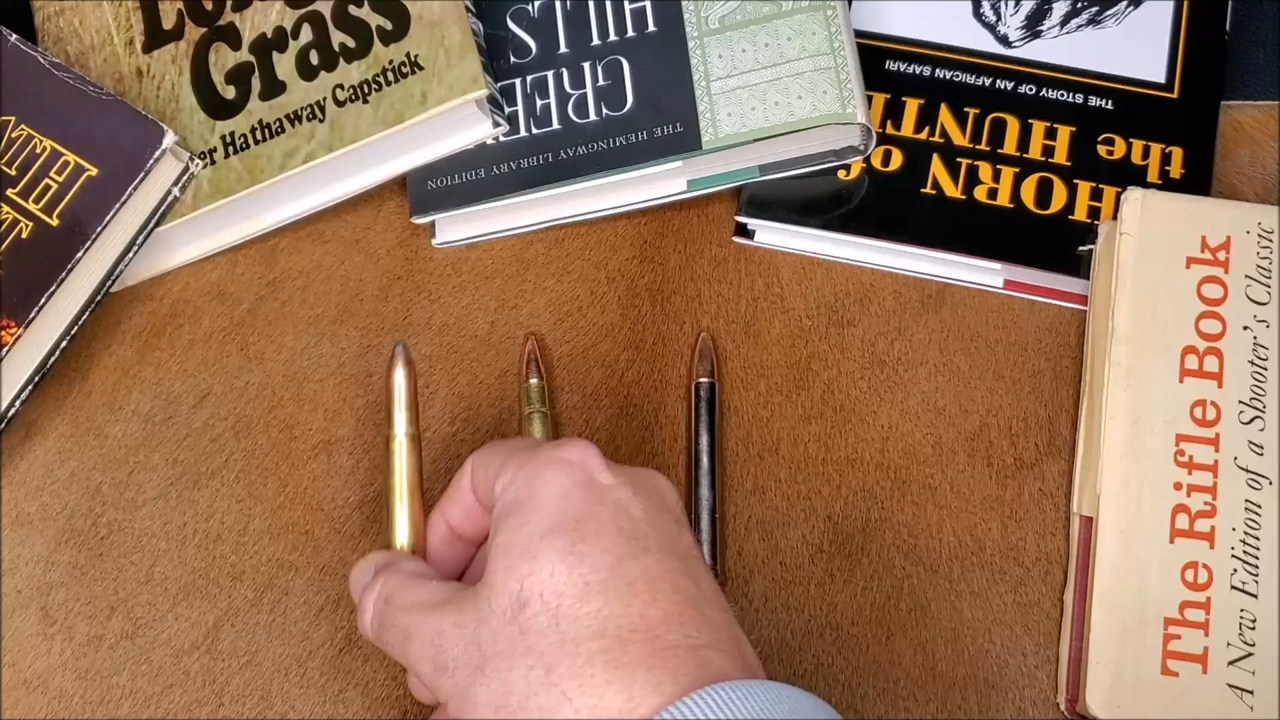 Grass
Hathaway Capstick
HILLS
GREE
THE HEMINGWAY LIBRARY EDITION
THE STORY OF AN AFRICAN SAFARI
HORN of
the HUNT
The Rifle Book
A New Edition of a Shooter's Classic